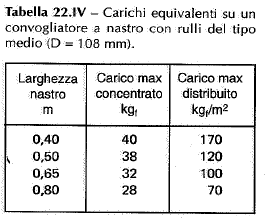 Tabella 22.IV – Carichi equivalenti su un
convogliatore a nastro con rulli del tipo
medio (D = 108 mm).
Larghezza nastro m Carico max concentrato kgf Carico max distribuito kgf/m²
0,40 40 170
0,50 38 120
0,65 32 100
0,80 28 70